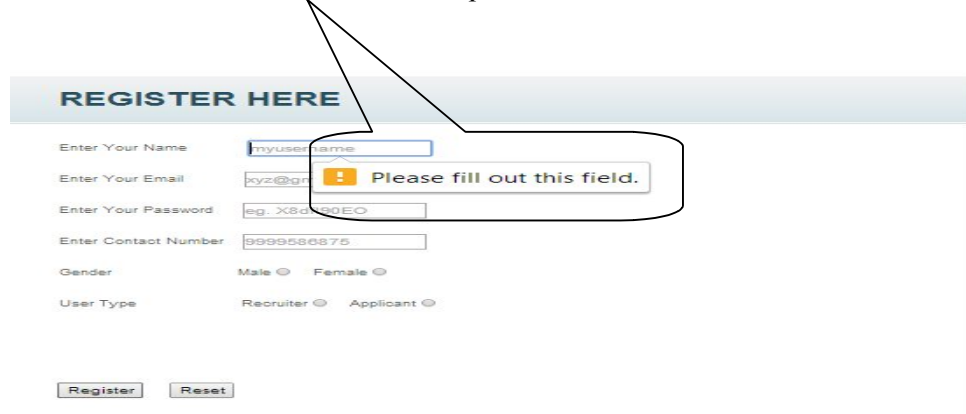 REGISTER HERE
Enter Your Name myusername
Enter Your Email
Please fill out this field.
Enter Your Password
Enter Contact Number 9999586875
Gender Male Female
User Type Recruiter Applicant
Register Reset